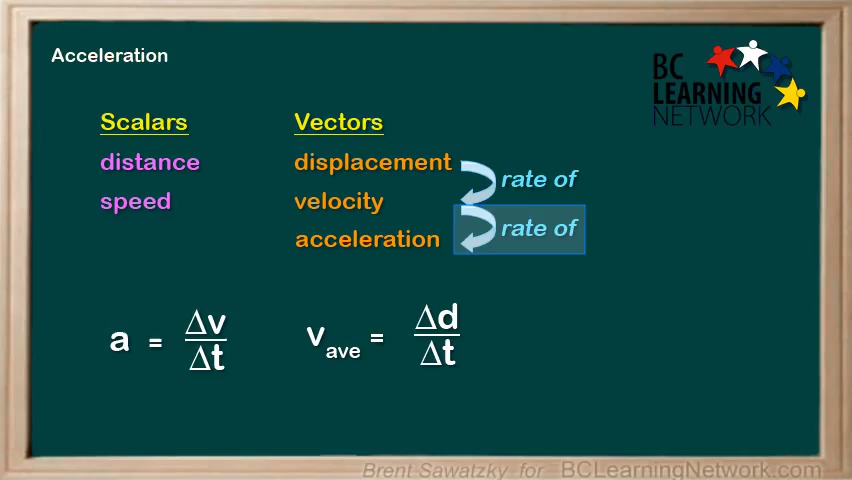 Acceleration
BC
LEARNING
NETWORK
Scalars
Vectors
distance
displacement
rate of
speed
velocity
rate of
acceleration
a = Δv
Δt
v ave = Δd
Δt
Brent Sawatzky for BCLearningNetwork.com